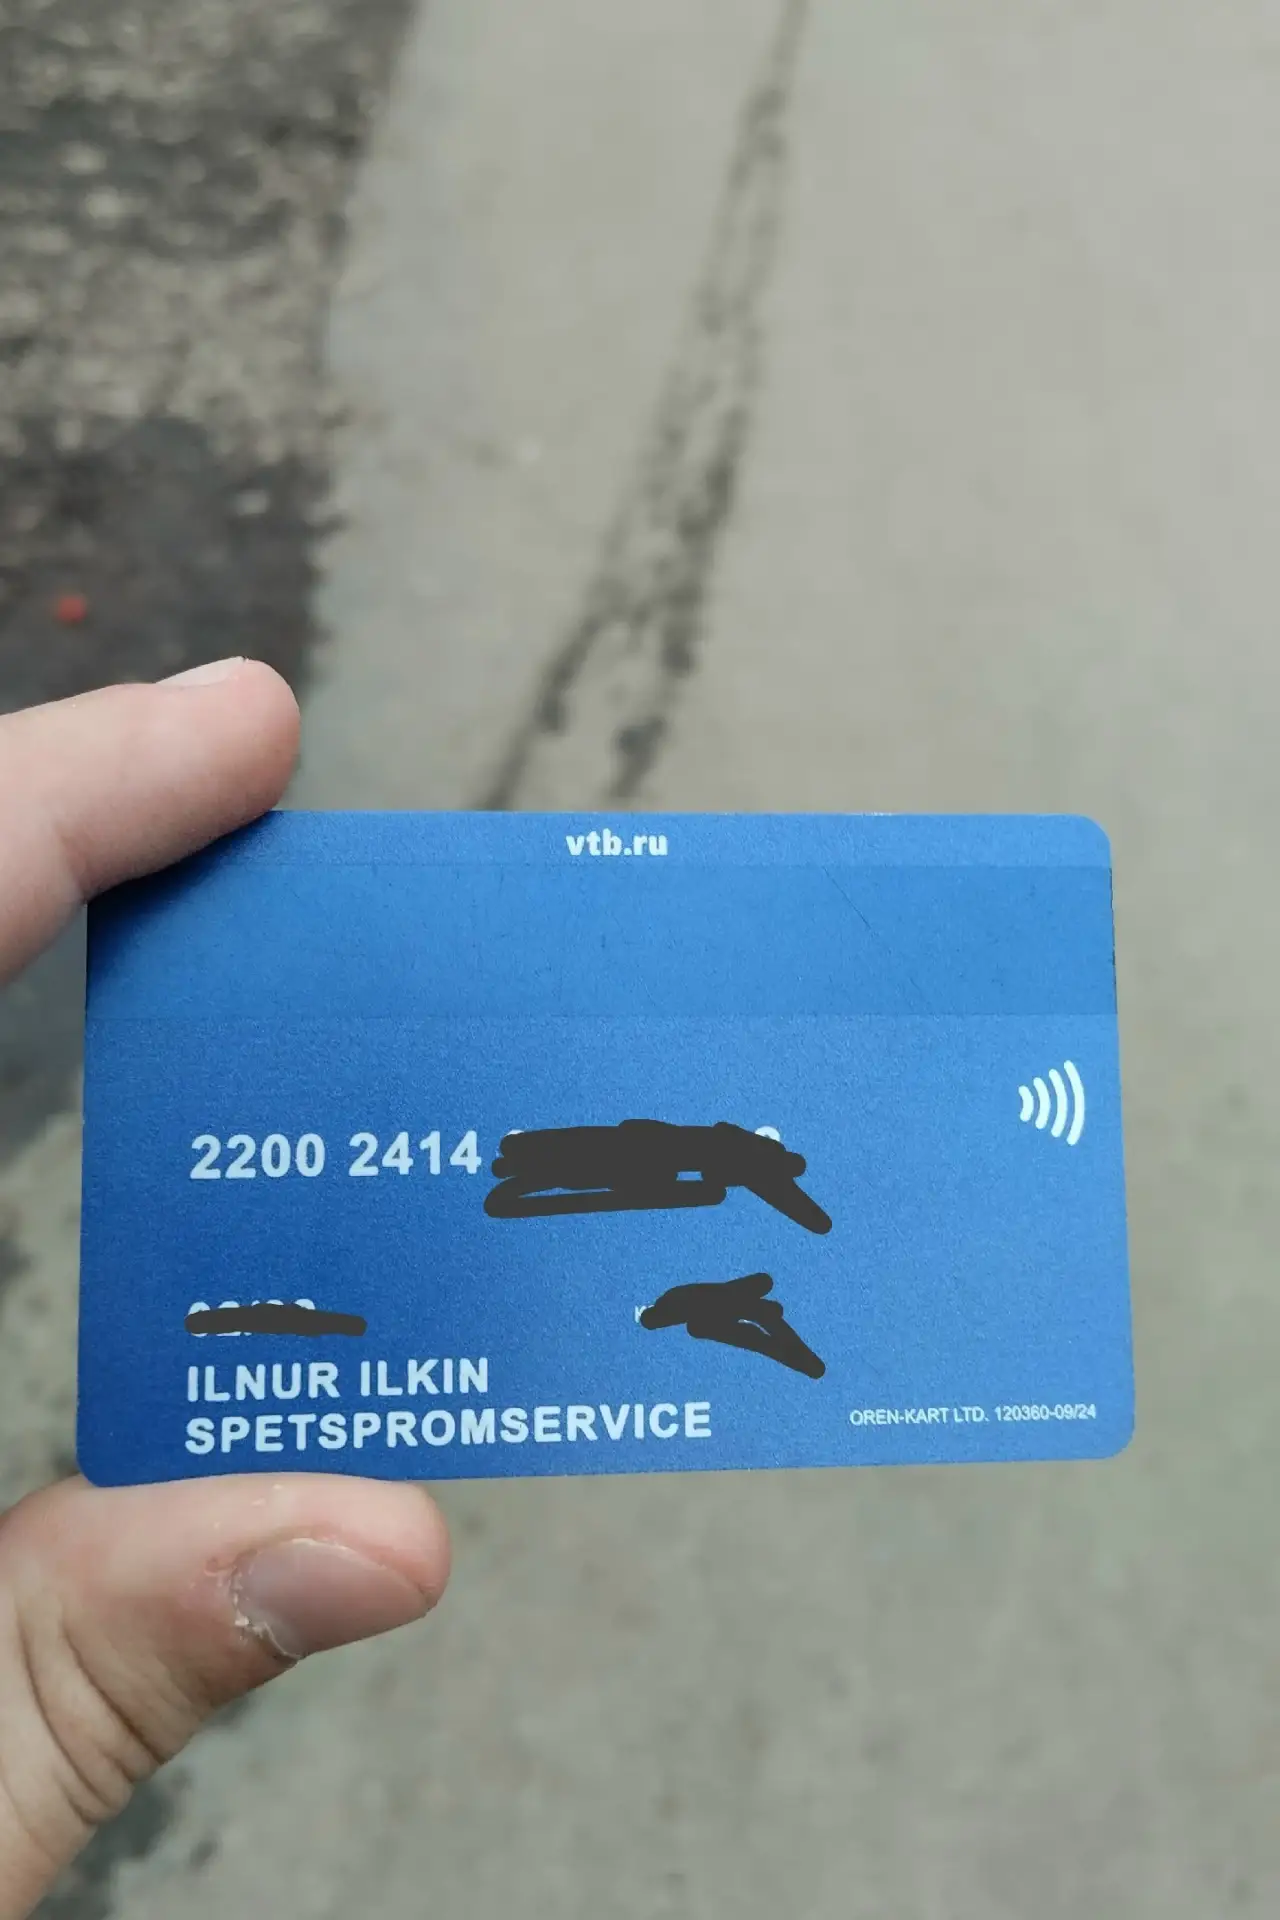 vtb.ru
2200 2414
ILNUR ILKIN
SPETSPROMSERVICE
OREN-KART LTD. 120360-09/24